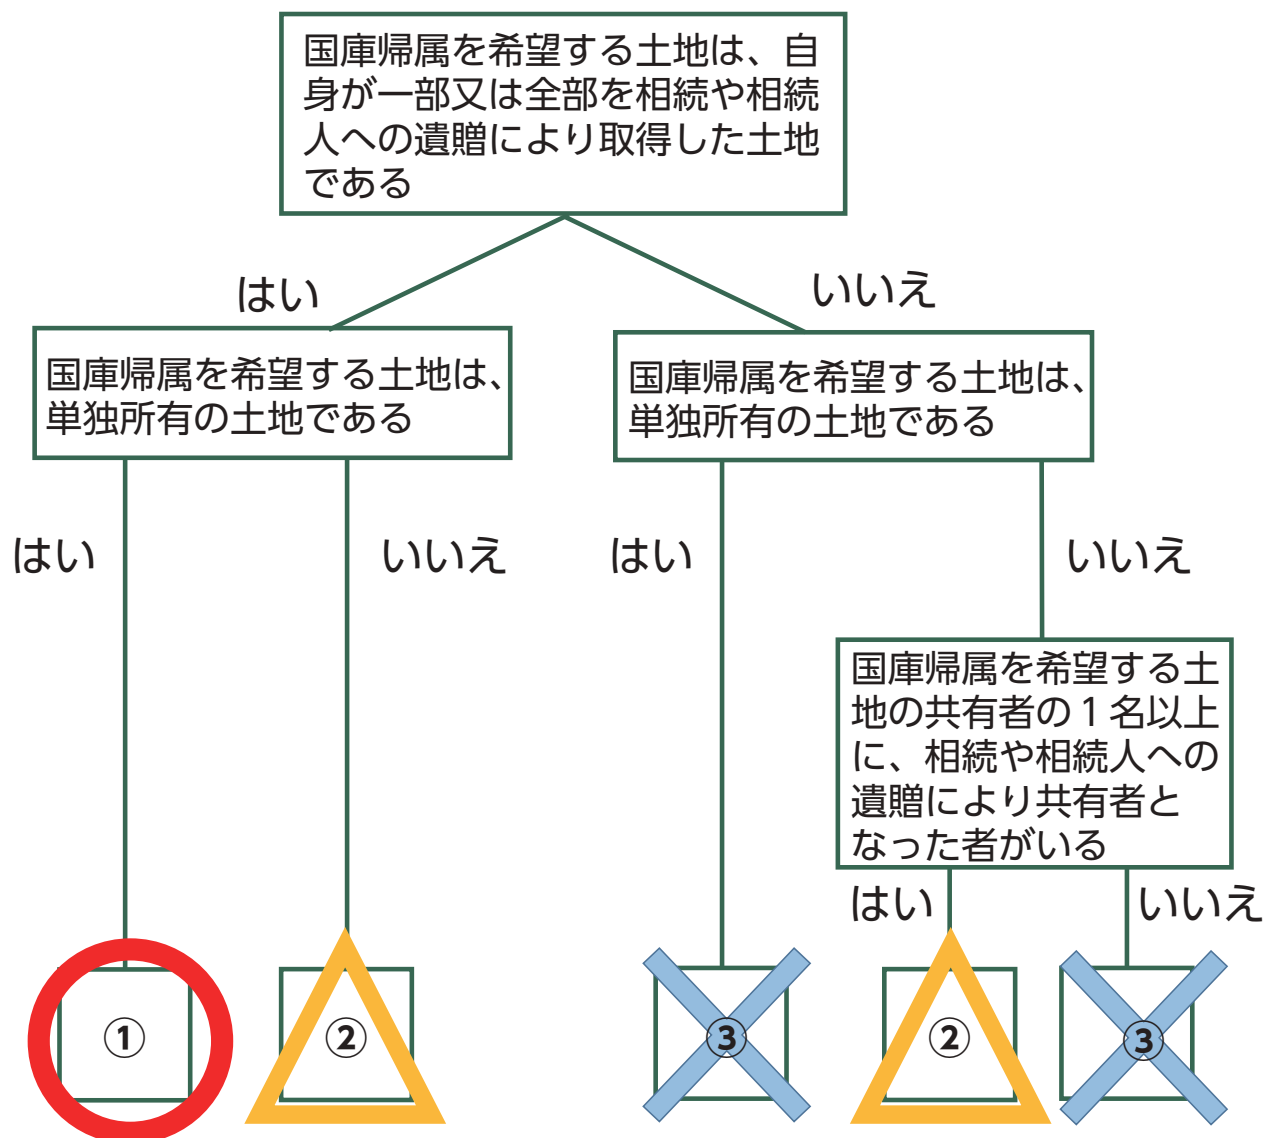 国庫帰属を希望する土地は、自
身が一部又は全部を相続や相続
人への遺贈により取得した土地
である
はい
いいえ
国庫帰属を希望する土地は、
単独所有の土地である
国庫帰属を希望する土地は、
単独所有の土地である
はい
いいえ
はい
いいえ
国庫帰属を希望する土
地の共有者の1名以上
に、相続や相続人への
遺贈により共有者と
なった者がいる
はい
いいえ
①
②
③
②
③